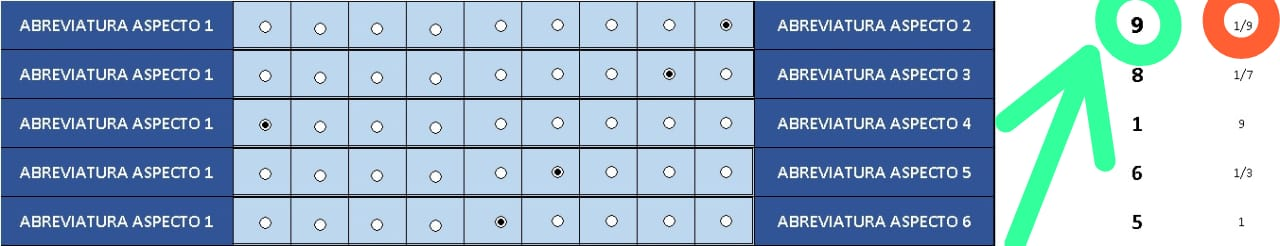 ABREVIATURA ASPECTO 1 ABREVIATURA ASPECTO 2 9 1/9
ABREVIATURA ASPECTO 1 ABREVIATURA ASPECTO 3 8 1/7
ABREVIATURA ASPECTO 1 ABREVIATURA ASPECTO 4 1 9
ABREVIATURA ASPECTO 1 ABREVIATURA ASPECTO 5 6 1/3
ABREVIATURA ASPECTO 1 ABREVIATURA ASPECTO 6 5 1